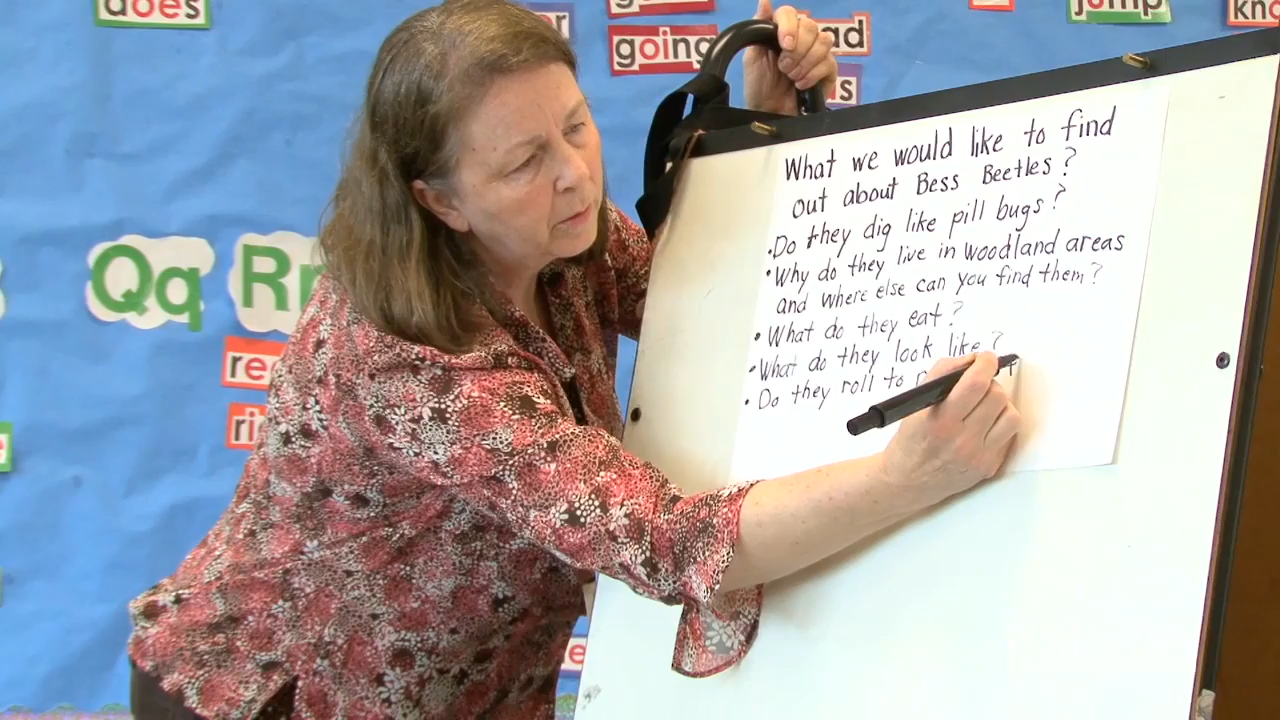 does
going
jump
Qq
What we would like to find
out about Bess Beetles?
• Do they dig like pill bugs?
• Why do they live in woodland areas
and where else can you find them?
• What do they eat?
• What do they look like?
• Do they roll to